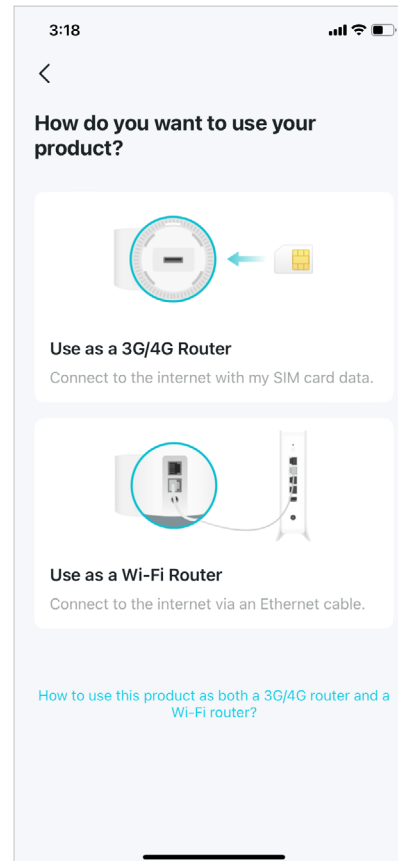 3:18
How do you want to use your
product?
Use as a 3G/4G Router
Connect to the internet with my SIM card data.
Use as a Wi-Fi Router
Connect to the internet via an Ethernet cable.
How to use this product as both a 3G/4G router and a
Wi-Fi router?